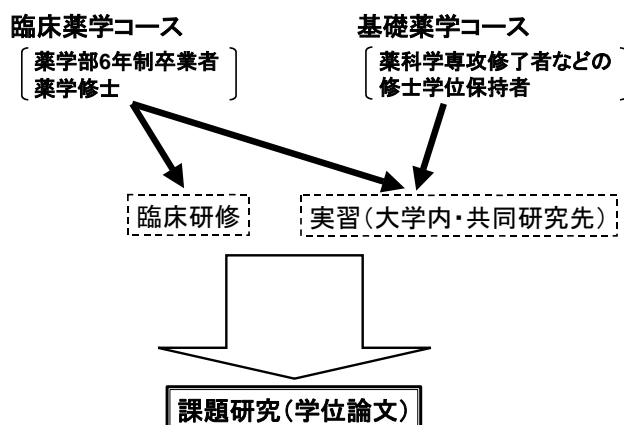 臨床薬学コース
薬学部6年制卒業者
薬学修士
基礎薬学コース
薬科学専攻修了者などの
修士学位保持者
臨床研修
実習(大学内・共同研究先)
課題研究(学位論文)